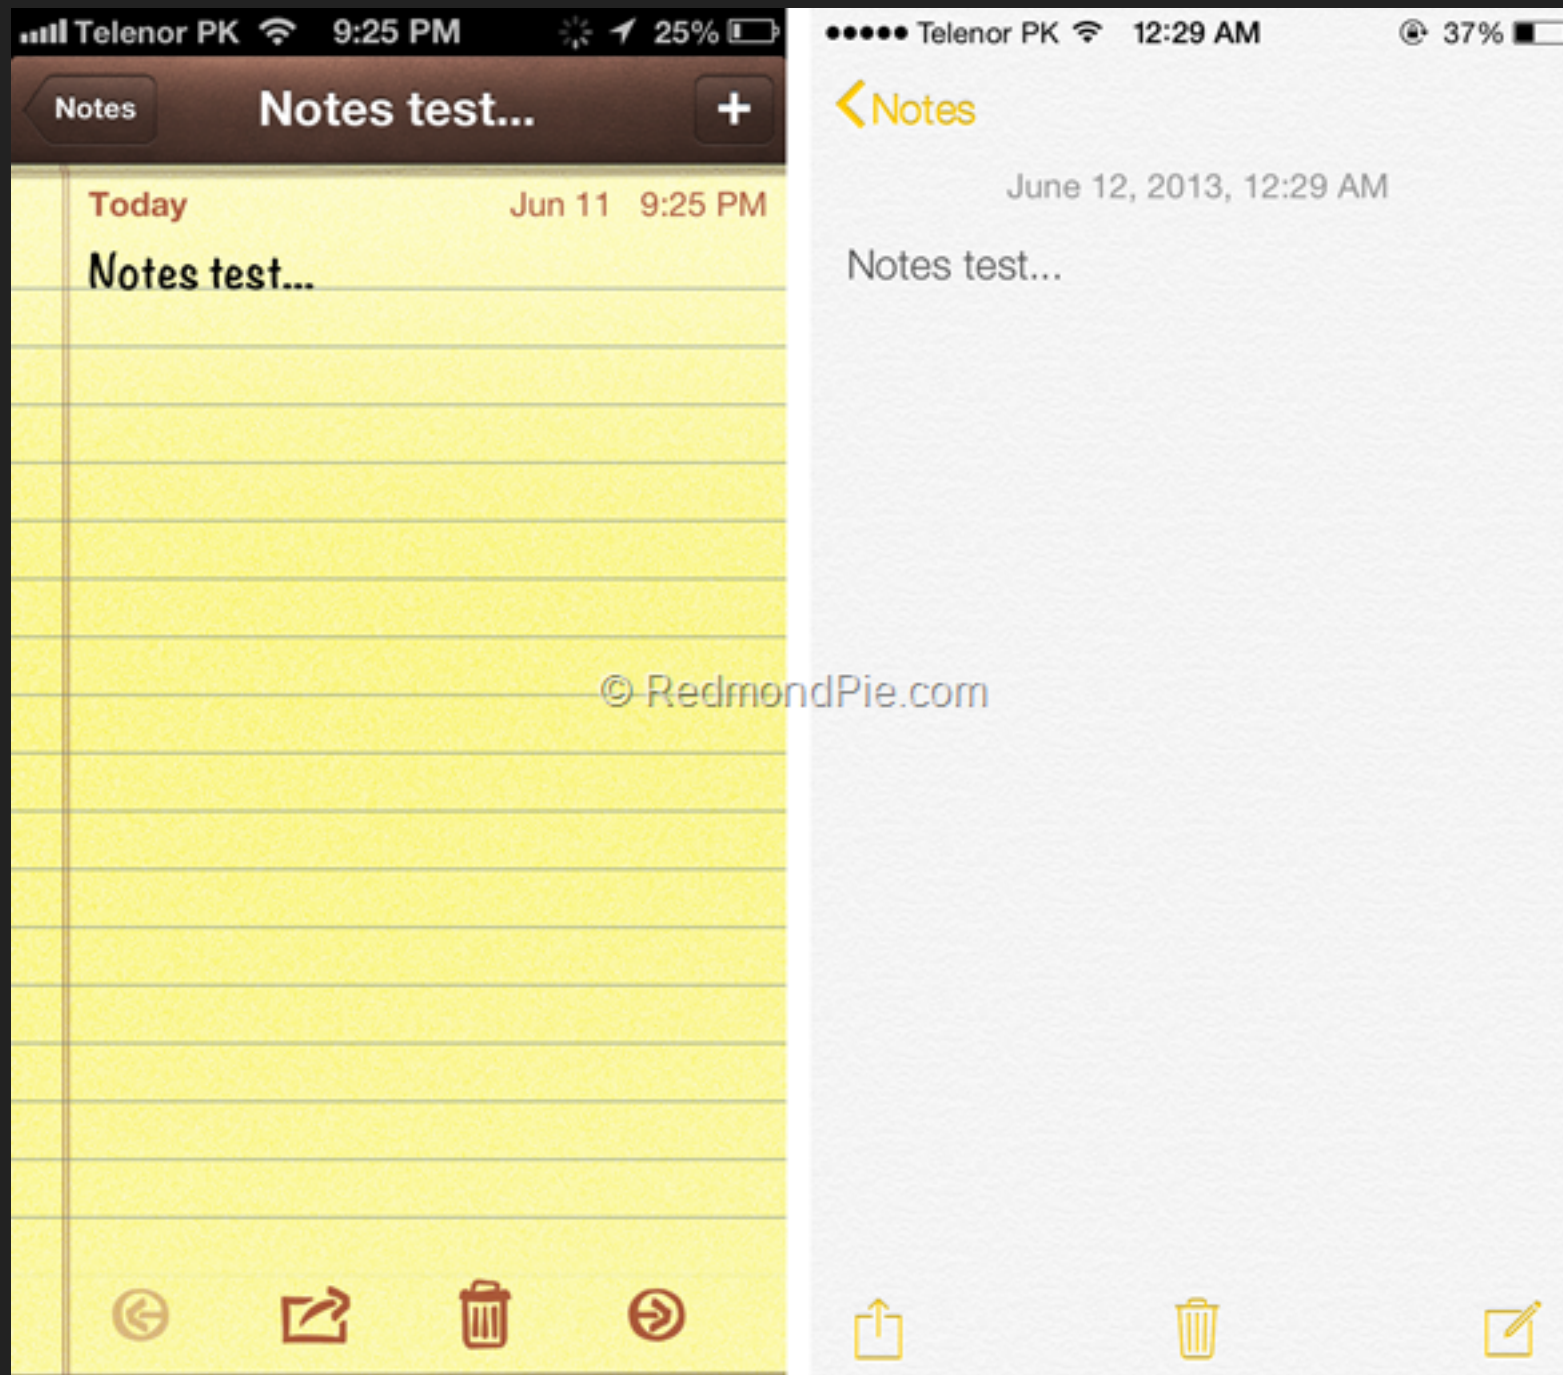 Telenor PK 9:25 PM 25%
Notes Notes test... +
Today Jun 11 9:25 PM
Notes test...
Telenor PK 12:29 AM 37%
Notes
June 12, 2013, 12:29 AM
Notes test...
© RedmondPie.com